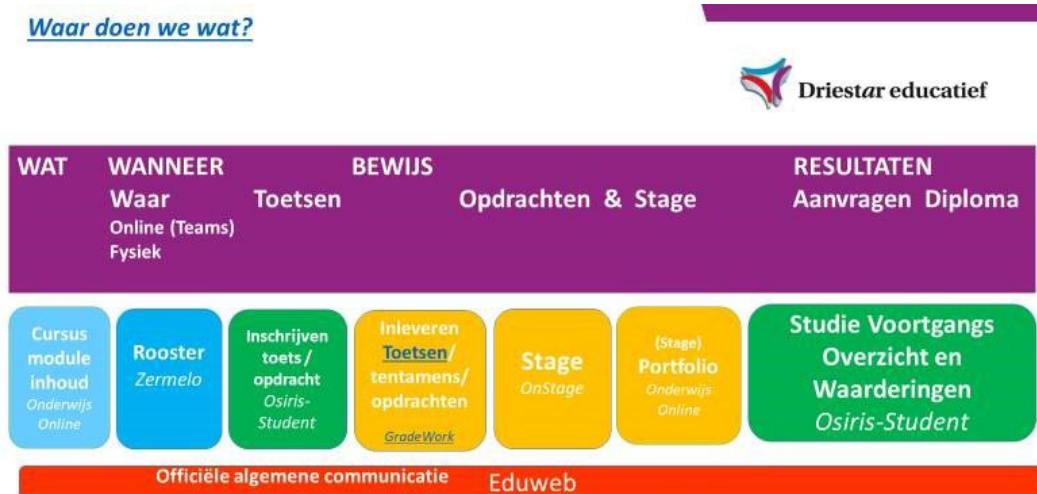 Waar doen we wat?
Driestar educatief
WAT WANNEER BEWIJS RESULTATEN
Waar Toetsen Opdrachten & Stage Aanvragen Diploma
Online (Teams)
Fysiek
Cursus
module
inhoud
Onderwijs
Online
Rooster
Zermelo
Inschrijven
toets /
opdracht
Osiris-
Student
Inleveren
Toetsen/
tentamens/
opdrachten
GradeWork
Stage
OnStage
(Stage)
Portfolio
Onderwijs
Online
Studie Voortgangs
Overzicht en
Waarderingen
Osiris-Student
Officiële algemene communicatie Eduweb